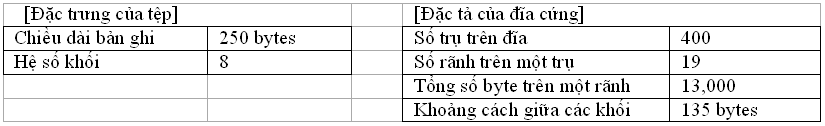 [Đặc trưng của tệp] [Đặc tả của đĩa cứng]
Chiều dài bản ghi 250 bytes Số trụ trên đĩa 400
Hệ số khối 8 Số rãnh trên một trụ 19
Tổng số byte trên một rãnh 13,000
Khoảng cách giữa các khối 135 bytes